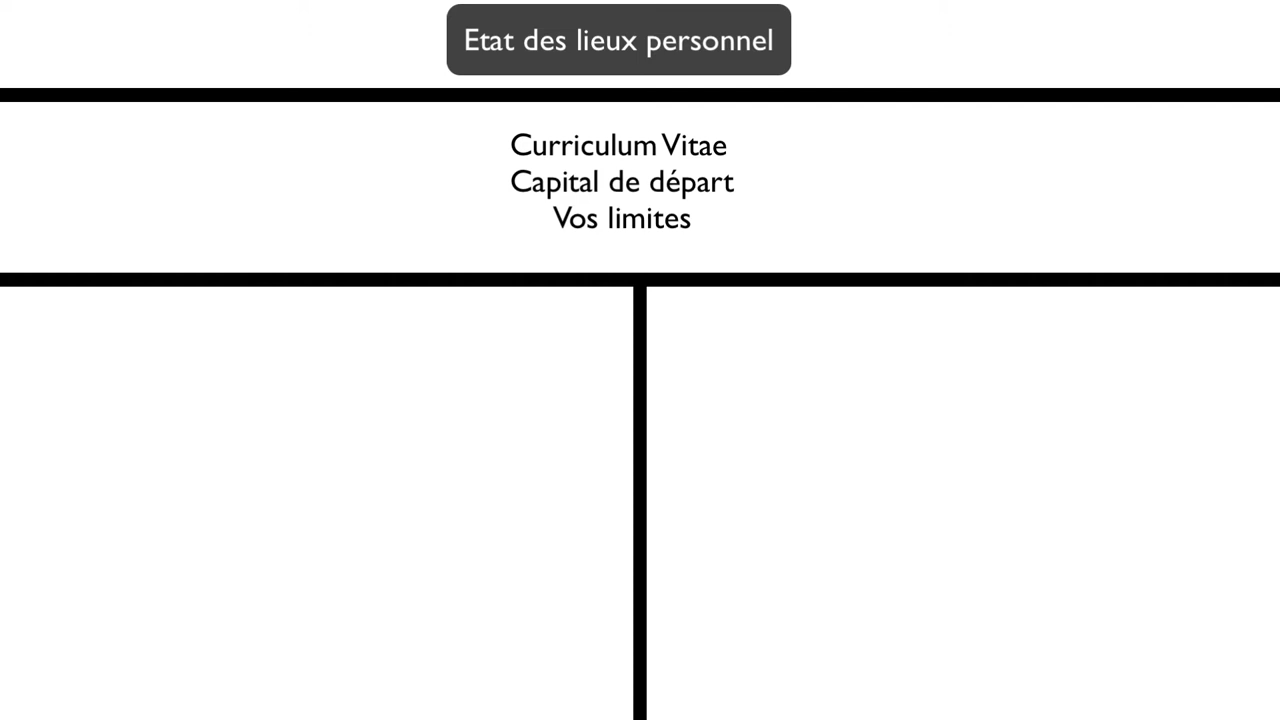 Etat des lieux personnel
Curriculum Vitae
Capital de départ
Vos limites